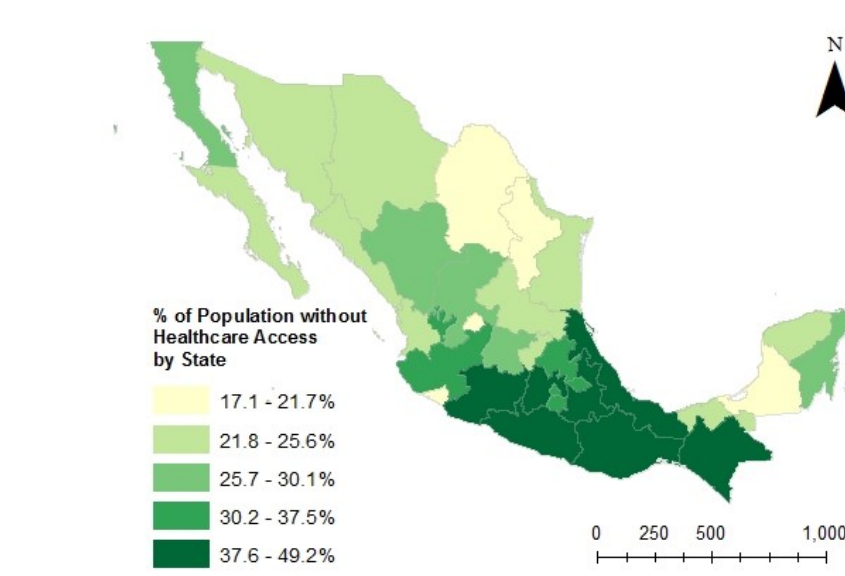 N
% of Population without
Healthcare Access
by State
17.1 - 21.7%
21.8 - 25.6%
25.7 - 30.1%
30.2 - 37.5%
37.6 - 49.2%
0 250 500 1,000